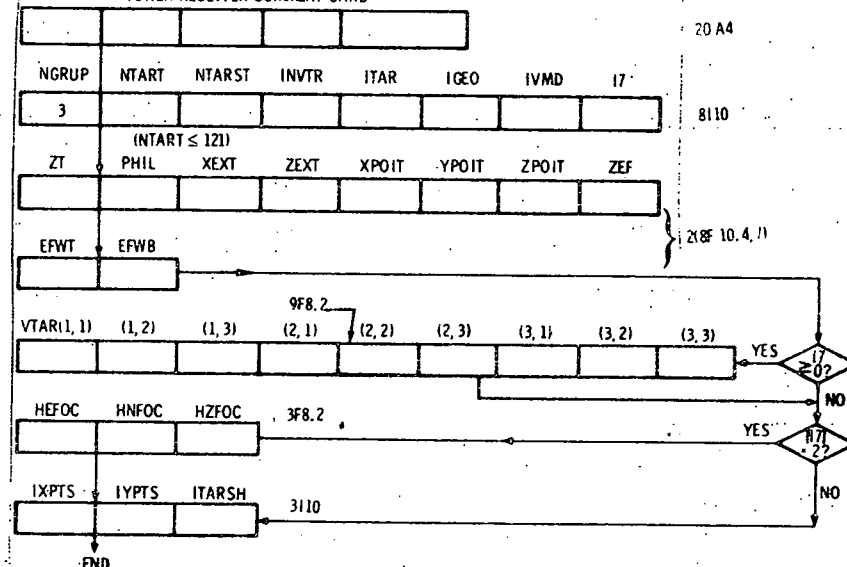 20 A4
NGRUP NTART NTARST INVTR ITAR IGEO IVMD I7
3
8I10
(NTART ≤ 121)
ZT PHIL XEXT ZEXT XPOIT YPOIT ZPOIT ZEF
2(8F 10.4, /)
EFWT EFWB
9F8.2
VTAR(1, 1) (1, 2) (1, 3) (2, 1) (2, 2) (2, 3) (3, 1) (3, 2) (3, 3)
YES
I7 ≥0?
NO
HEFOC HNFOC HZFOC
3F8.2
YES
NO
IXPTS IYPTS ITARSH
3I10
END